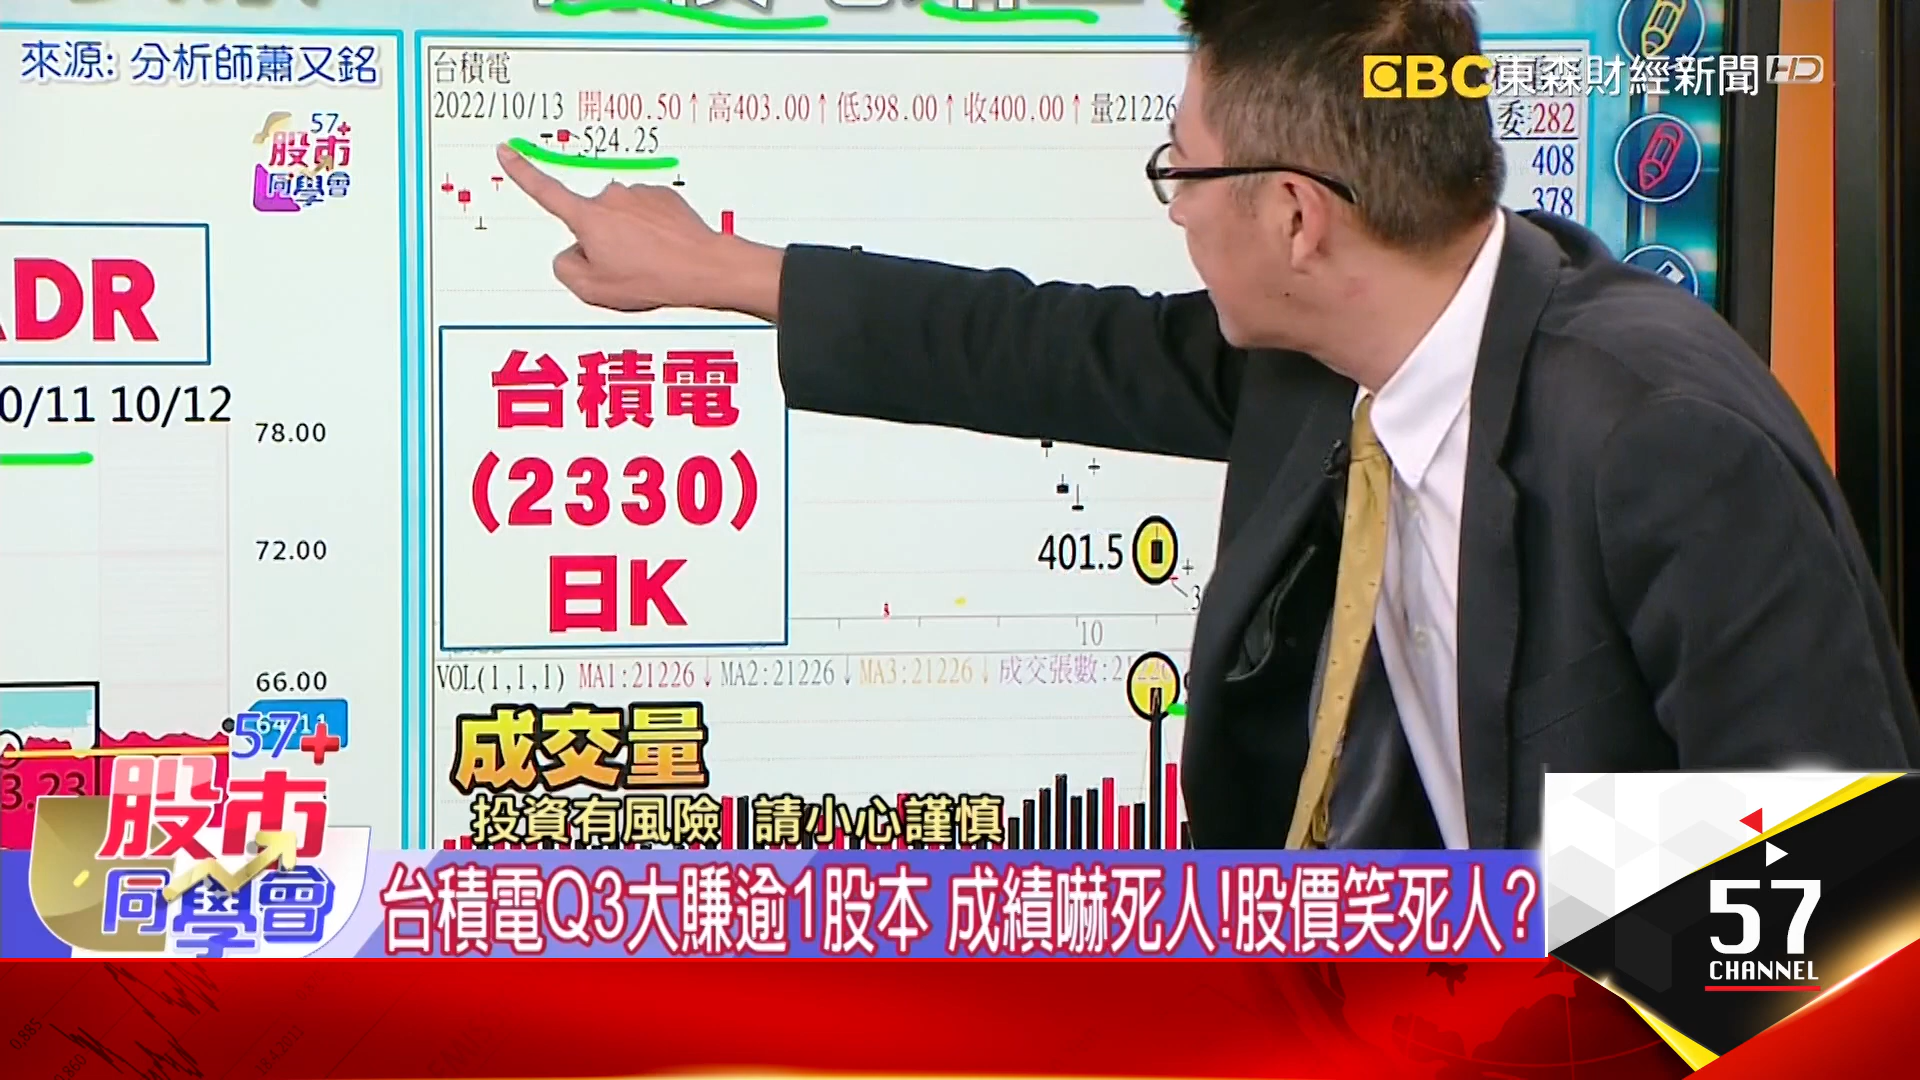 來源: 分析師蕭又銘
57+
股市
同學會
台積電
2022/10/13 開400.50↑ 高403.00↑ 低398.00↑ 收400.00↑ 量21226
524.25
EBC 東森財經新聞 HD
委 282
408
378
DR
0/11 10/12
78.00
72.00
66.00
3.23
台積電
(2330)
日K
401.5
10
VOL(1,1,1) MA1:21226↓ MA2:21226↓ MA3:21226↓ 成交張數:2
成交量
投資有風險 請小心謹慎
57+
股市
同學會
台積電Q3大賺逾1股本 成績嚇死人!股價笑死人?
57
CHANNEL